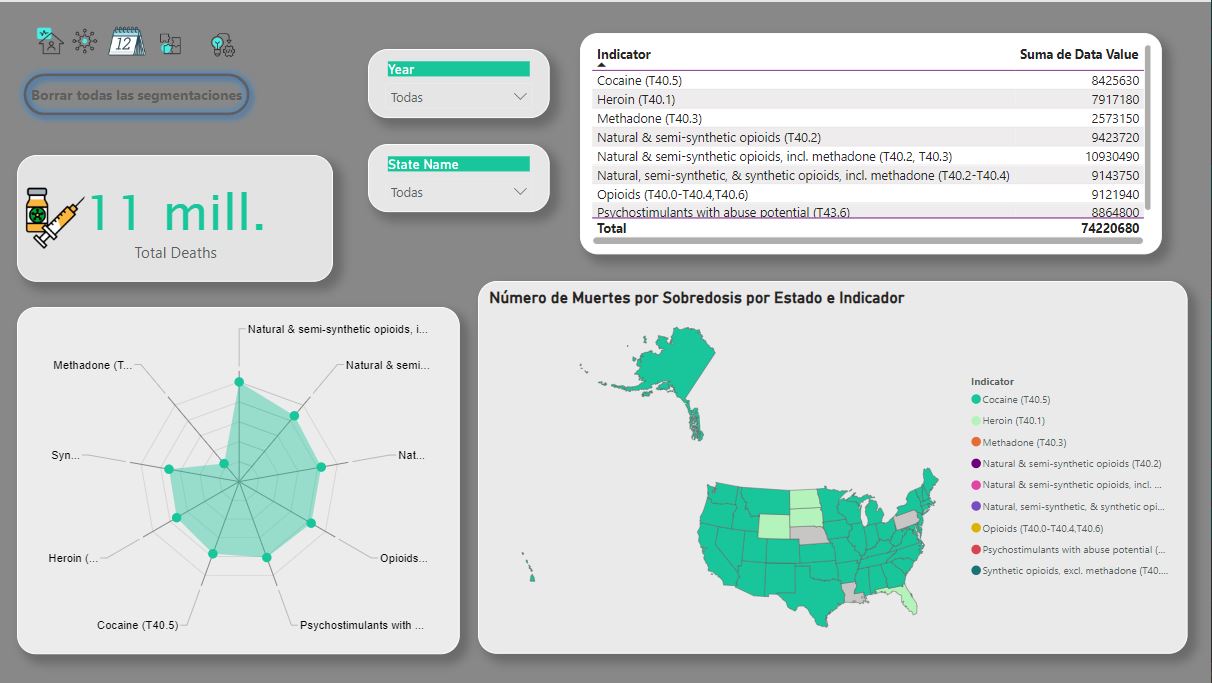 12
Borrar todas las segmentaciones
Year
Todas
State Name
Todas
11 mill.
Total Deaths
Indicator Suma de Data Value
Cocaine (T40.5) 8425630
Heroin (T40.1) 7917180
Methadone (T40.3) 2573150
Natural & semi-synthetic opioids (T40.2) 9423720
Natural & semi-synthetic opioids, incl. methadone (T40.2, T40.3) 10930490
Natural, semi-synthetic, & synthetic opioids, incl. methadone (T40.2-T40.4) 9143750
Opioids (T40.0-T40.4,T40.6) 9121940
Psychostimulants with abuse potential (T43.6) 8864800
Total 74220680
Natural & semi-synthetic opioids, i...
Methadone (T...
Natural & semi...
Syn...
Nat...
Heroin (...
Opioids...
Cocaine (T40.5)
Psychostimulants with ...
Número de Muertes por Sobredosis por Estado e Indicador
Indicator
Cocaine (T40.5)
Heroin (T40.1)
Methadone (T40.3)
Natural & semi-synthetic opioids (T40.2)
Natural & semi-synthetic opioids, incl. ...
Natural, semi-synthetic, & synthetic opi...
Opioids (T40.0-T40.4,T40.6)
Psychostimulants with abuse potential (...
Synthetic opioids, excl. methadone (T40....